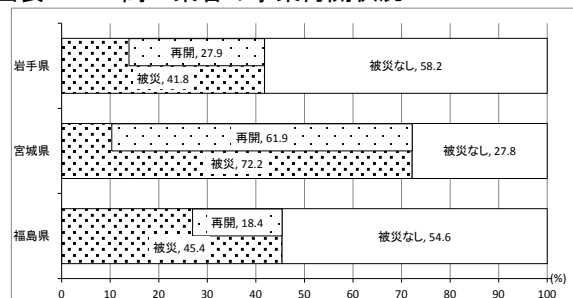 岩手県
再開, 27.9
被災, 41.8
被災なし, 58.2
宮城県
再開, 61.9
被災, 72.2
被災なし, 27.8
福島県
再開, 18.4
被災, 45.4
被災なし, 54.6
(%)
0 10 20 30 40 50 60 70 80 90 100